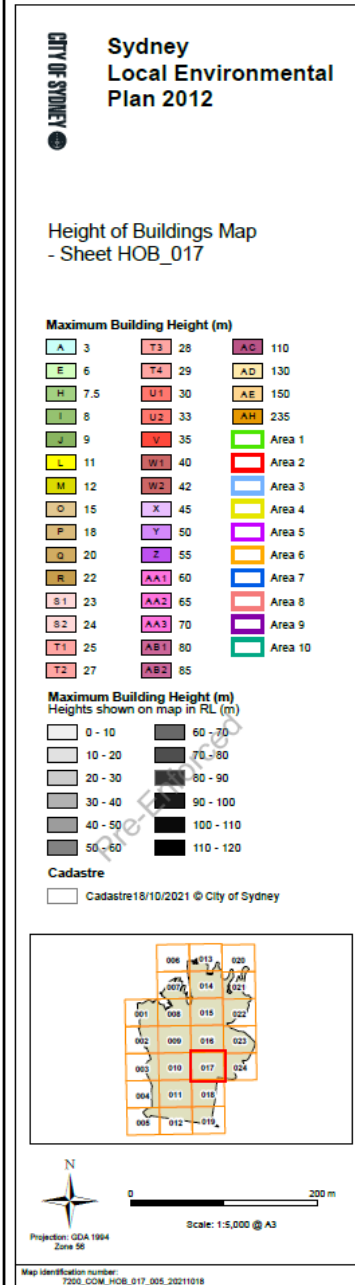 CITY OF SYDNEY
Sydney
Local Environmental
Plan 2012
Height of Buildings Map
- Sheet HOB_017
Maximum Building Height (m)
A 3
E 6
H 7.5
I 8
J 9
L 11
M 12
O 15
P 18
Q 20
R 22
S1 23
S2 24
T1 25
T2 27
T3 28
T4 29
U1 30
U2 33
V 35
W1 40
W2 42
X 45
Y 50
Z 55
AA1 60
AA2 65
AA3 70
AB1 80
AB2 85
AC 110
AD 130
AE 150
AH 235
Area 1
Area 2
Area 3
Area 4
Area 5
Area 6
Area 7
Area 8
Area 9
Area 10
Maximum Building Height (m)
Heights shown on map in RL (m)
0 - 10
10 - 20
20 - 30
30 - 40
40 - 50
50 - 60
60 - 70
70 - 80
80 - 90
90 - 100
100 - 110
110 - 120
Pre-Enforced
Cadastre
Cadastre18/10/2021 © City of Sydney
006 013 020
007 014 021
001 008 015 022
002 009 016 023
003 010 017 024
004 011 018
005 012 019
N
Projection: GDA 1994
Zone 56
0 200 m
Scale: 1:5,000 @ A3
Map identification number:
7200_COM_HOB_017_005_20211018